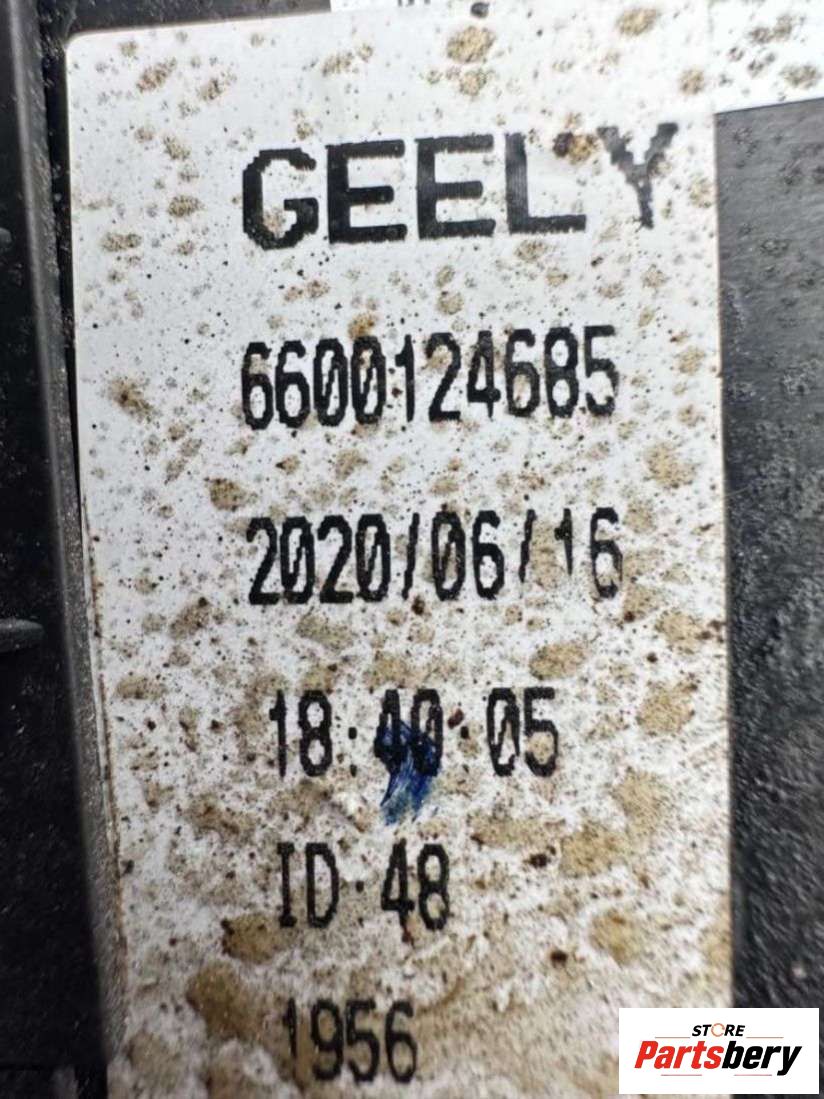 GEELY
6600124685
2020/06/16
18:40:05
ID:48
1956
STORE
Partsbery